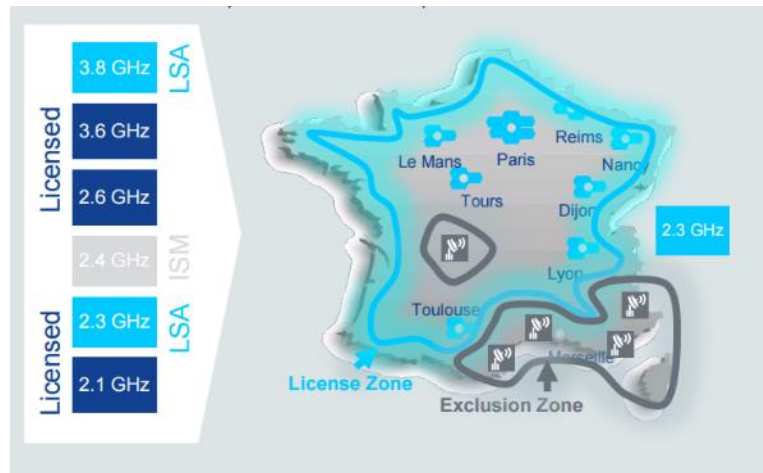 3.8 GHz
LSA
Licensed
3.6 GHz
2.6 GHz
2.4 GHz
ISM
Licensed
2.3 GHz
LSA
2.1 GHz
Le Mans
Paris
Reims
Nancy
Tours
Dijon
2.3 GHz
Lyon
Toulouse
Marseille
License Zone
Exclusion Zone